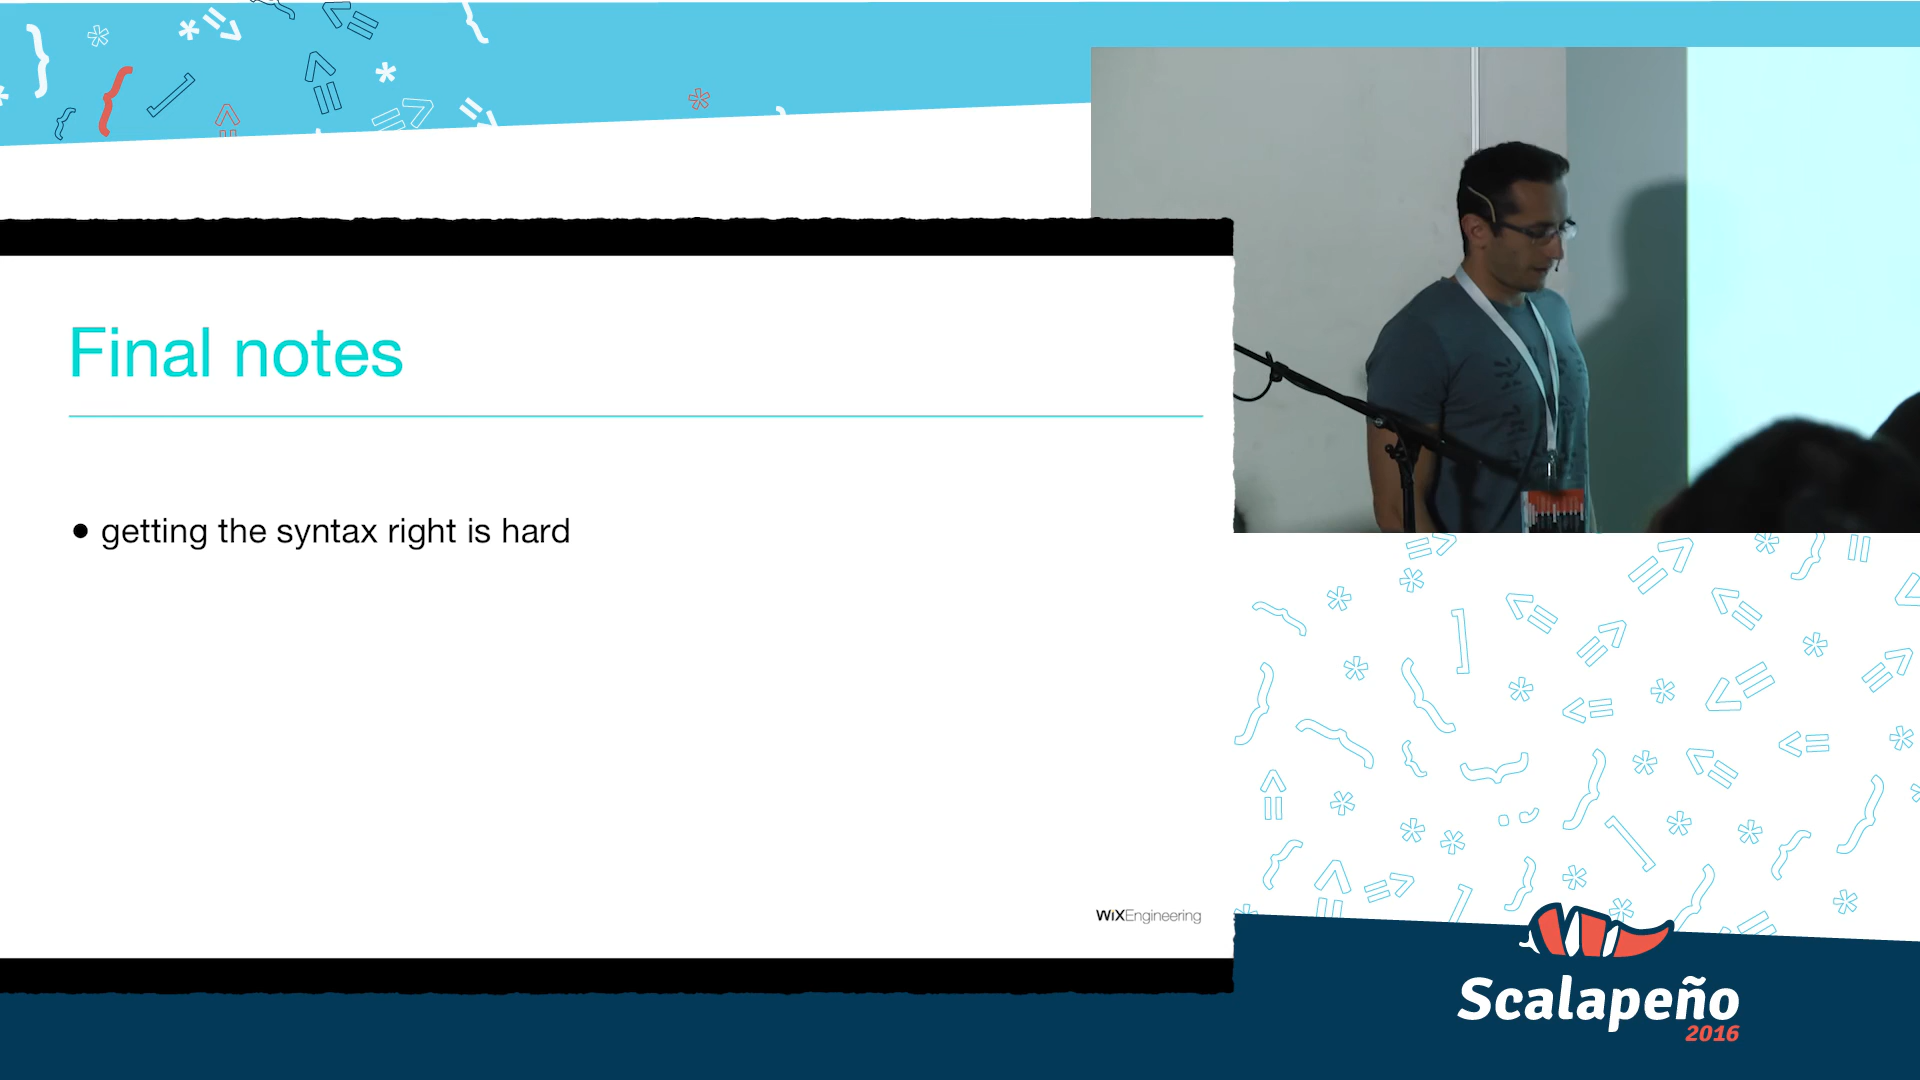 Final notes
• getting the syntax right is hard
WiXEngineering
Scalapeño
2016